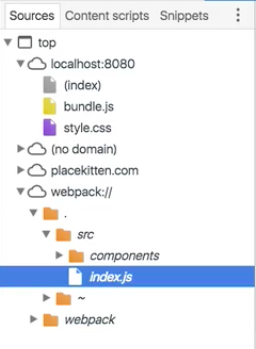 Sources Content scripts Snippets
top
localhost:8080
(index)
bundle.js
style.css
(no domain)
placekitten.com
webpack://
.
src
components
index.js
~
webpack